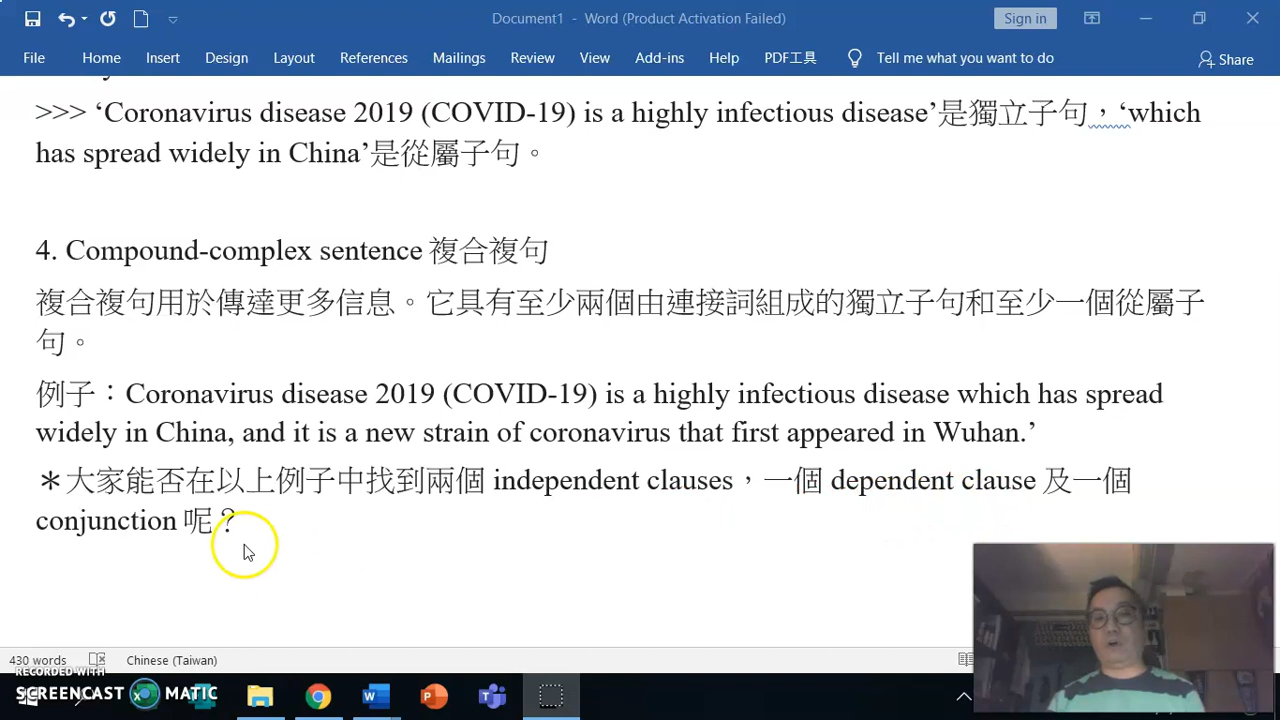 Document1 - Word (Product Activation Failed)
Sign in
File Home Insert Design Layout References Mailings Review View Add-ins Help PDF工具 Tell me what you want to do Share
>>> ‘Coronavirus disease 2019 (COVID-19) is a highly infectious disease’是獨立子句，‘which
has spread widely in China’是從屬子句。
4. Compound-complex sentence 複合複句
複合複句用於傳達更多信息。它具有至少兩個由連接詞組成的獨立子句和至少一個從屬子
句。
例子：Coronavirus disease 2019 (COVID-19) is a highly infectious disease which has spread
widely in China, and it is a new strain of coronavirus that first appeared in Wuhan.’
＊大家能否在以上例子中找到兩個 independent clauses，一個 dependent clause 及一個
conjunction 呢？
430 words Chinese (Taiwan)
RECORDED WITH
SCREENCAST MATIC